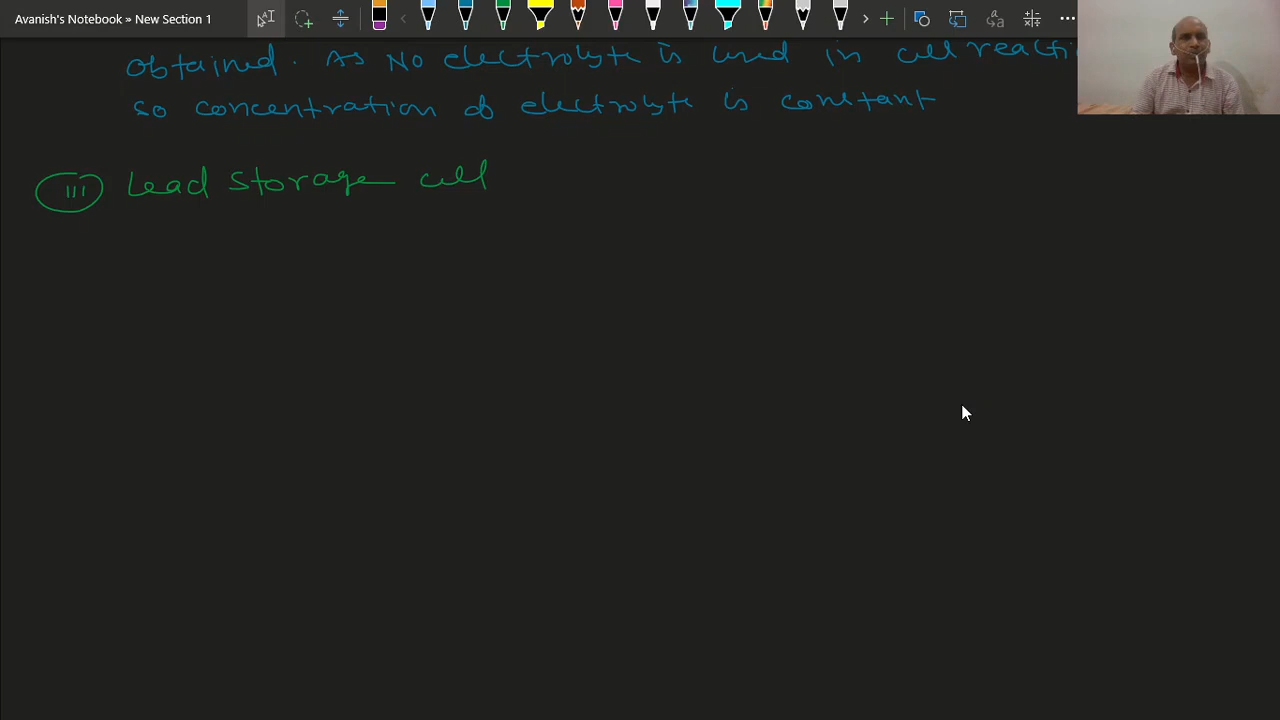 Avanish's Notebook » New Section 1
obtained. As No electrolyte is used in cell reacti
so concentration of electrolyte is constant
iii Lead storage cell